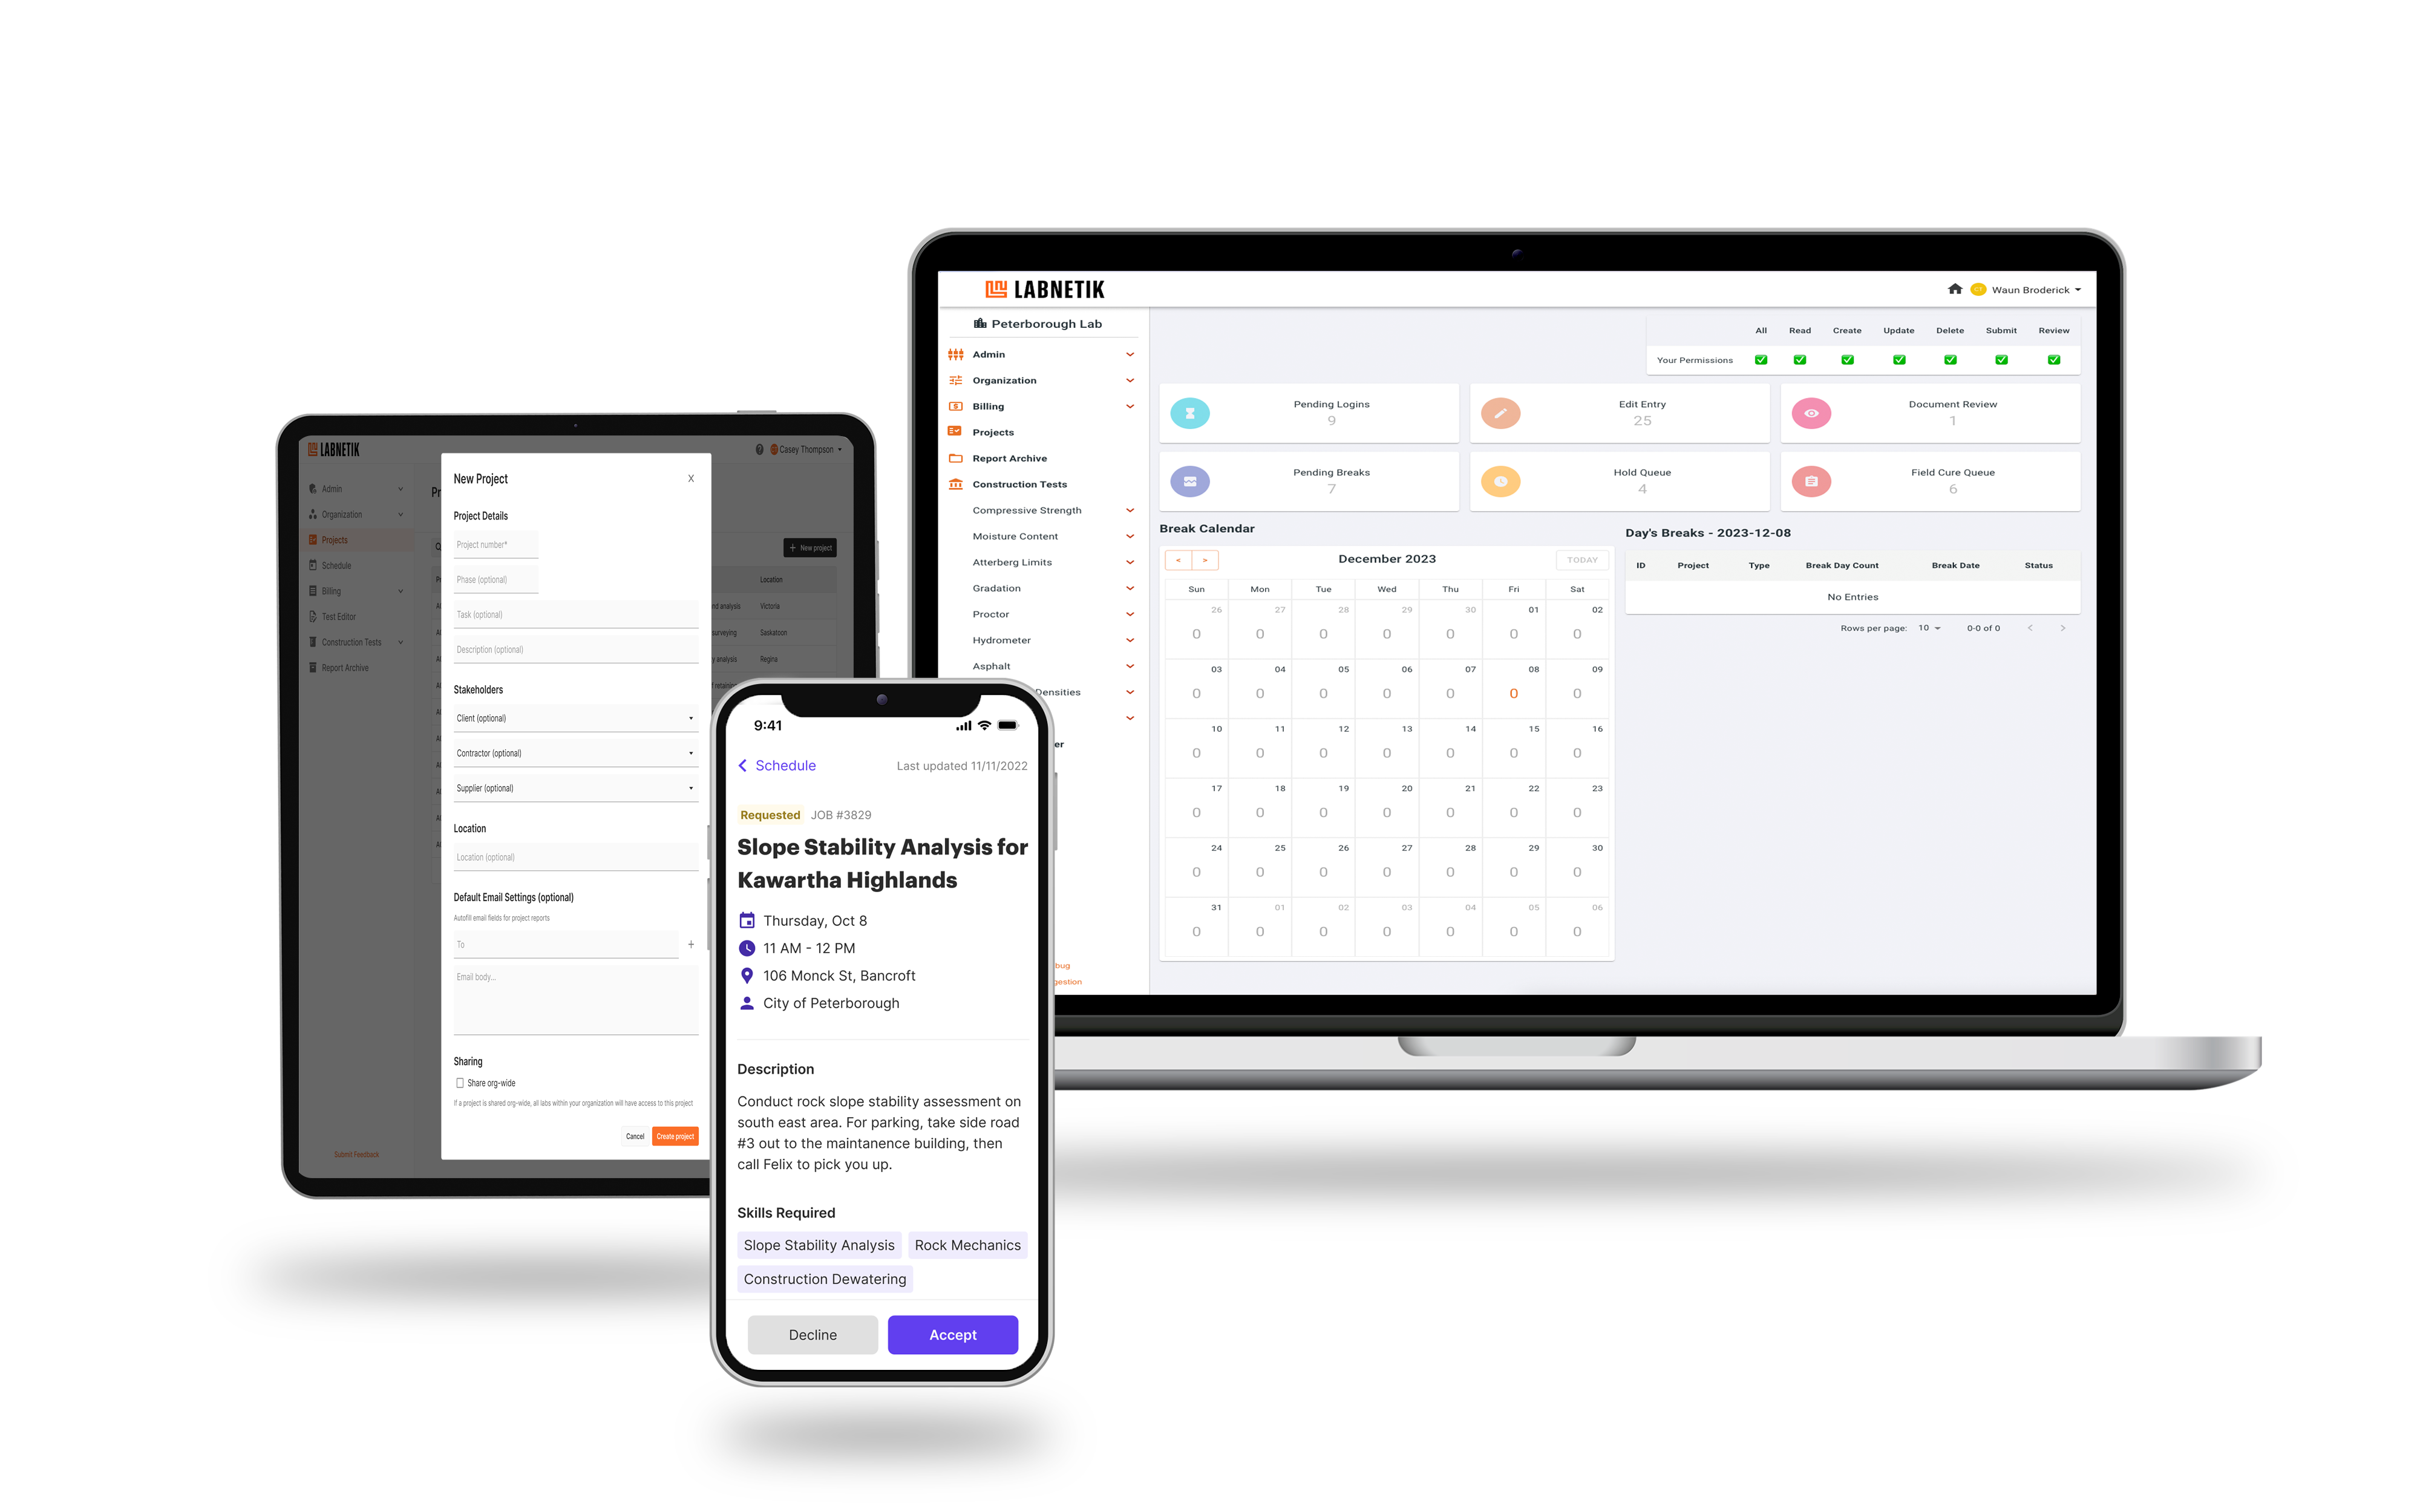 LABNETIK
Casey Thompson
Admin
Organization
Projects
Schedule
Billing
Test Editor
Construction Tests
Report Archive
Submit Feedback
+ New project
Location
nd analysis Victoria
surveying Saskatoon
y analysis Regina
New Project X
Project Details
Project number*
Phase (optional)
Task (optional)
Description (optional)
Stakeholders
Client (optional)
Contractor (optional)
Supplier (optional)
Location
Location (optional)
Default Email Settings (optional)
Autofill email fields for project reports
To +
Email body...
Sharing
Share org-wide
If a project is shared org-wide, all labs within your organization will have access to this project
Cancel Create project
9:41
Schedule Last updated 11/11/2022
Requested JOB #3829
Slope Stability Analysis for
Kawartha Highlands
Thursday, Oct 8
11 AM - 12 PM
106 Monck St, Bancroft
City of Peterborough
Description
Conduct rock slope stability assessment on
south east area. For parking, take side road
#3 out to the maintanence building, then
call Felix to pick you up.
Skills Required
Slope Stability Analysis Rock Mechanics
Construction Dewatering
Decline Accept
LABNETIK
Waun Broderick
Peterborough Lab
Admin
Organization
Billing
Projects
Report Archive
Construction Tests
Compressive Strength
Moisture Content
Atterberg Limits
Gradation
Proctor
Hydrometer
Asphalt
Densities
er
bug
gestion
All Read Create Update Delete Submit Review
Your Permissions
Pending Logins
9
Edit Entry
25
Document Review
1
Pending Breaks
7
Hold Queue
4
Field Cure Queue
6
Break Calendar
< > December 2023 TODAY
Sun Mon Tue Wed Thu Fri Sat
26 27 28 29 30 01 02
0 0 0 0 0 0 0
03 04 05 06 07 08 09
0 0 0 0 0 0 0
10 11 12 13 14 15 16
0 0 0 0 0 0 0
17 18 19 20 21 22 23
0 0 0 0 0 0 0
24 25 26 27 28 29 30
0 0 0 0 0 0 0
31 01 02 03 04 05 06
0 0 0 0 0 0 0
Day's Breaks - 2023-12-08
ID Project Type Break Day Count Break Date Status
No Entries
Rows per page: 10 0-0 of 0 < >